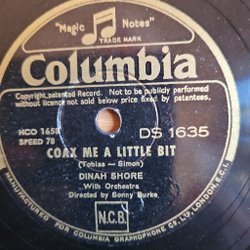 "Magic Notes"
TRADE MARK
Columbia
Copyright. patented Record. Not to be publicly performed
without licence not sold below price fixed by patentees.
HCO 1658
SPEED 78
DS 1635
COAX ME A LITTLE BIT
(Tobias – Simon)
DINAH SHORE
With Orchestra
Directed by Sonny Burke
N.C.B.
MANUFACTURED FOR COLUMBIA GRAPHOPHONE CO. LTD., LONDON, E.C.1.